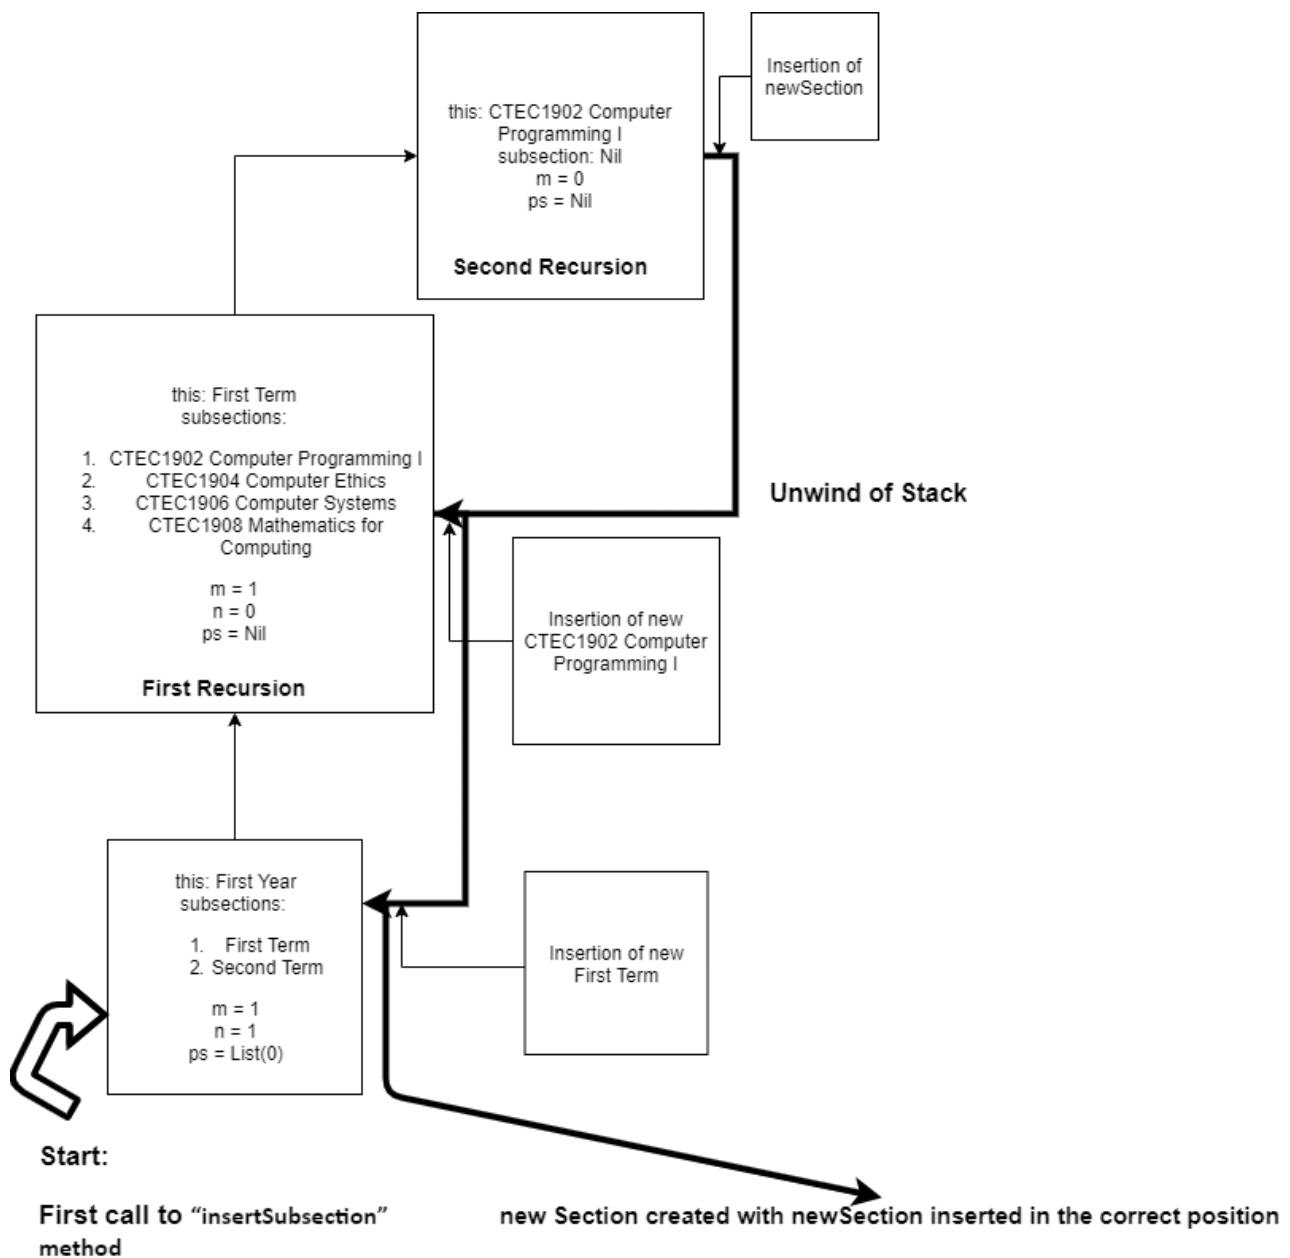 Insertion of
newSection
this: CTEC1902 Computer
Programming I
subsection: Nil
m = 0
ps = Nil
Second Recursion
this: First Term
subsections:
1. CTEC1902 Computer Programming I
2. CTEC1904 Computer Ethics
3. CTEC1906 Computer Systems
4. CTEC1908 Mathematics for
Computing
m = 1
n = 0
ps = Nil
First Recursion
Unwind of Stack
Insertion of new
CTEC1902 Computer
Programming I
this: First Year
subsections:
1. First Term
2. Second Term
m = 1
n = 1
ps = List(0)
Insertion of new
First Term
Start:
First call to “insertSubsection”
method
new Section created with newSection inserted in the correct position